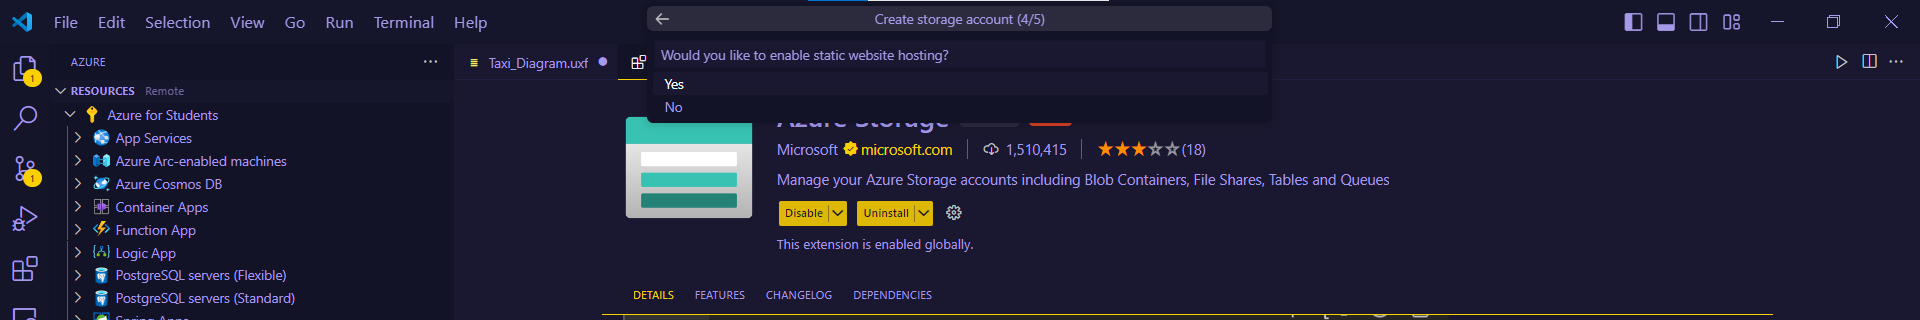 File Edit Selection View Go Run Terminal Help
Create storage account (4/5)
Would you like to enable static website hosting?
Yes
No
AZURE
Taxi_Diagram.uxf
1
RESOURCES Remote
Azure for Students
App Services
Azure Arc-enabled machines
Azure Cosmos DB
Container Apps
Function App
Logic App
PostgreSQL servers (Flexible)
PostgreSQL servers (Standard)
Spring Apps
1
Azure Storage
Microsoft microsoft.com 1,510,415 (18)
Manage your Azure Storage accounts including Blob Containers, File Shares, Tables and Queues
Disable Uninstall
This extension is enabled globally.
DETAILS FEATURES CHANGELOG DEPENDENCIES